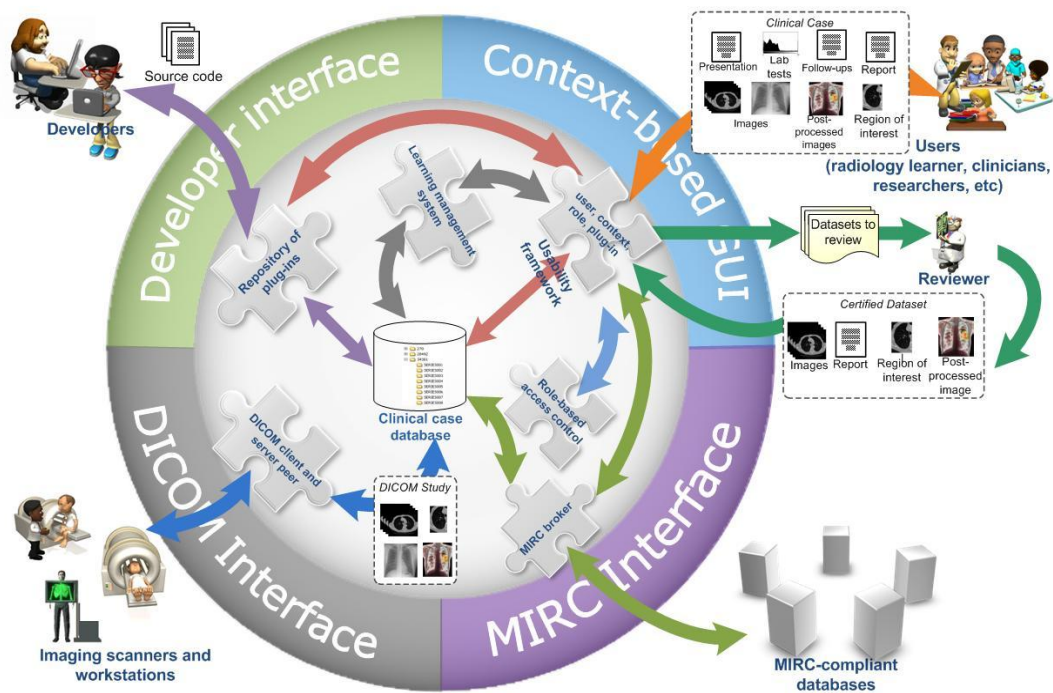 Clinical Case
Presentation
Lab
tests
Follow-ups
Report
Images
Post-
processed
images
Region of
interest
Source code
Developers
Users
(radiology learner, clinicians,
researchers, etc)
Developer interface
Context-based GUI
Learning management
system
user, context,
role, plug-in
Usability
framework
Repository of
plug-ins
Datasets to
review
Reviewer
Certified Dataset
Images
Report
Region of
interest
Post-
processed
image
Clinical case
database
Role-based
access control
DICOM client and
server peer
DICOM Study
MIRC broker
DICOM Interface
MIRC Interface
Imaging scanners and
workstations
MIRC-compliant
databases